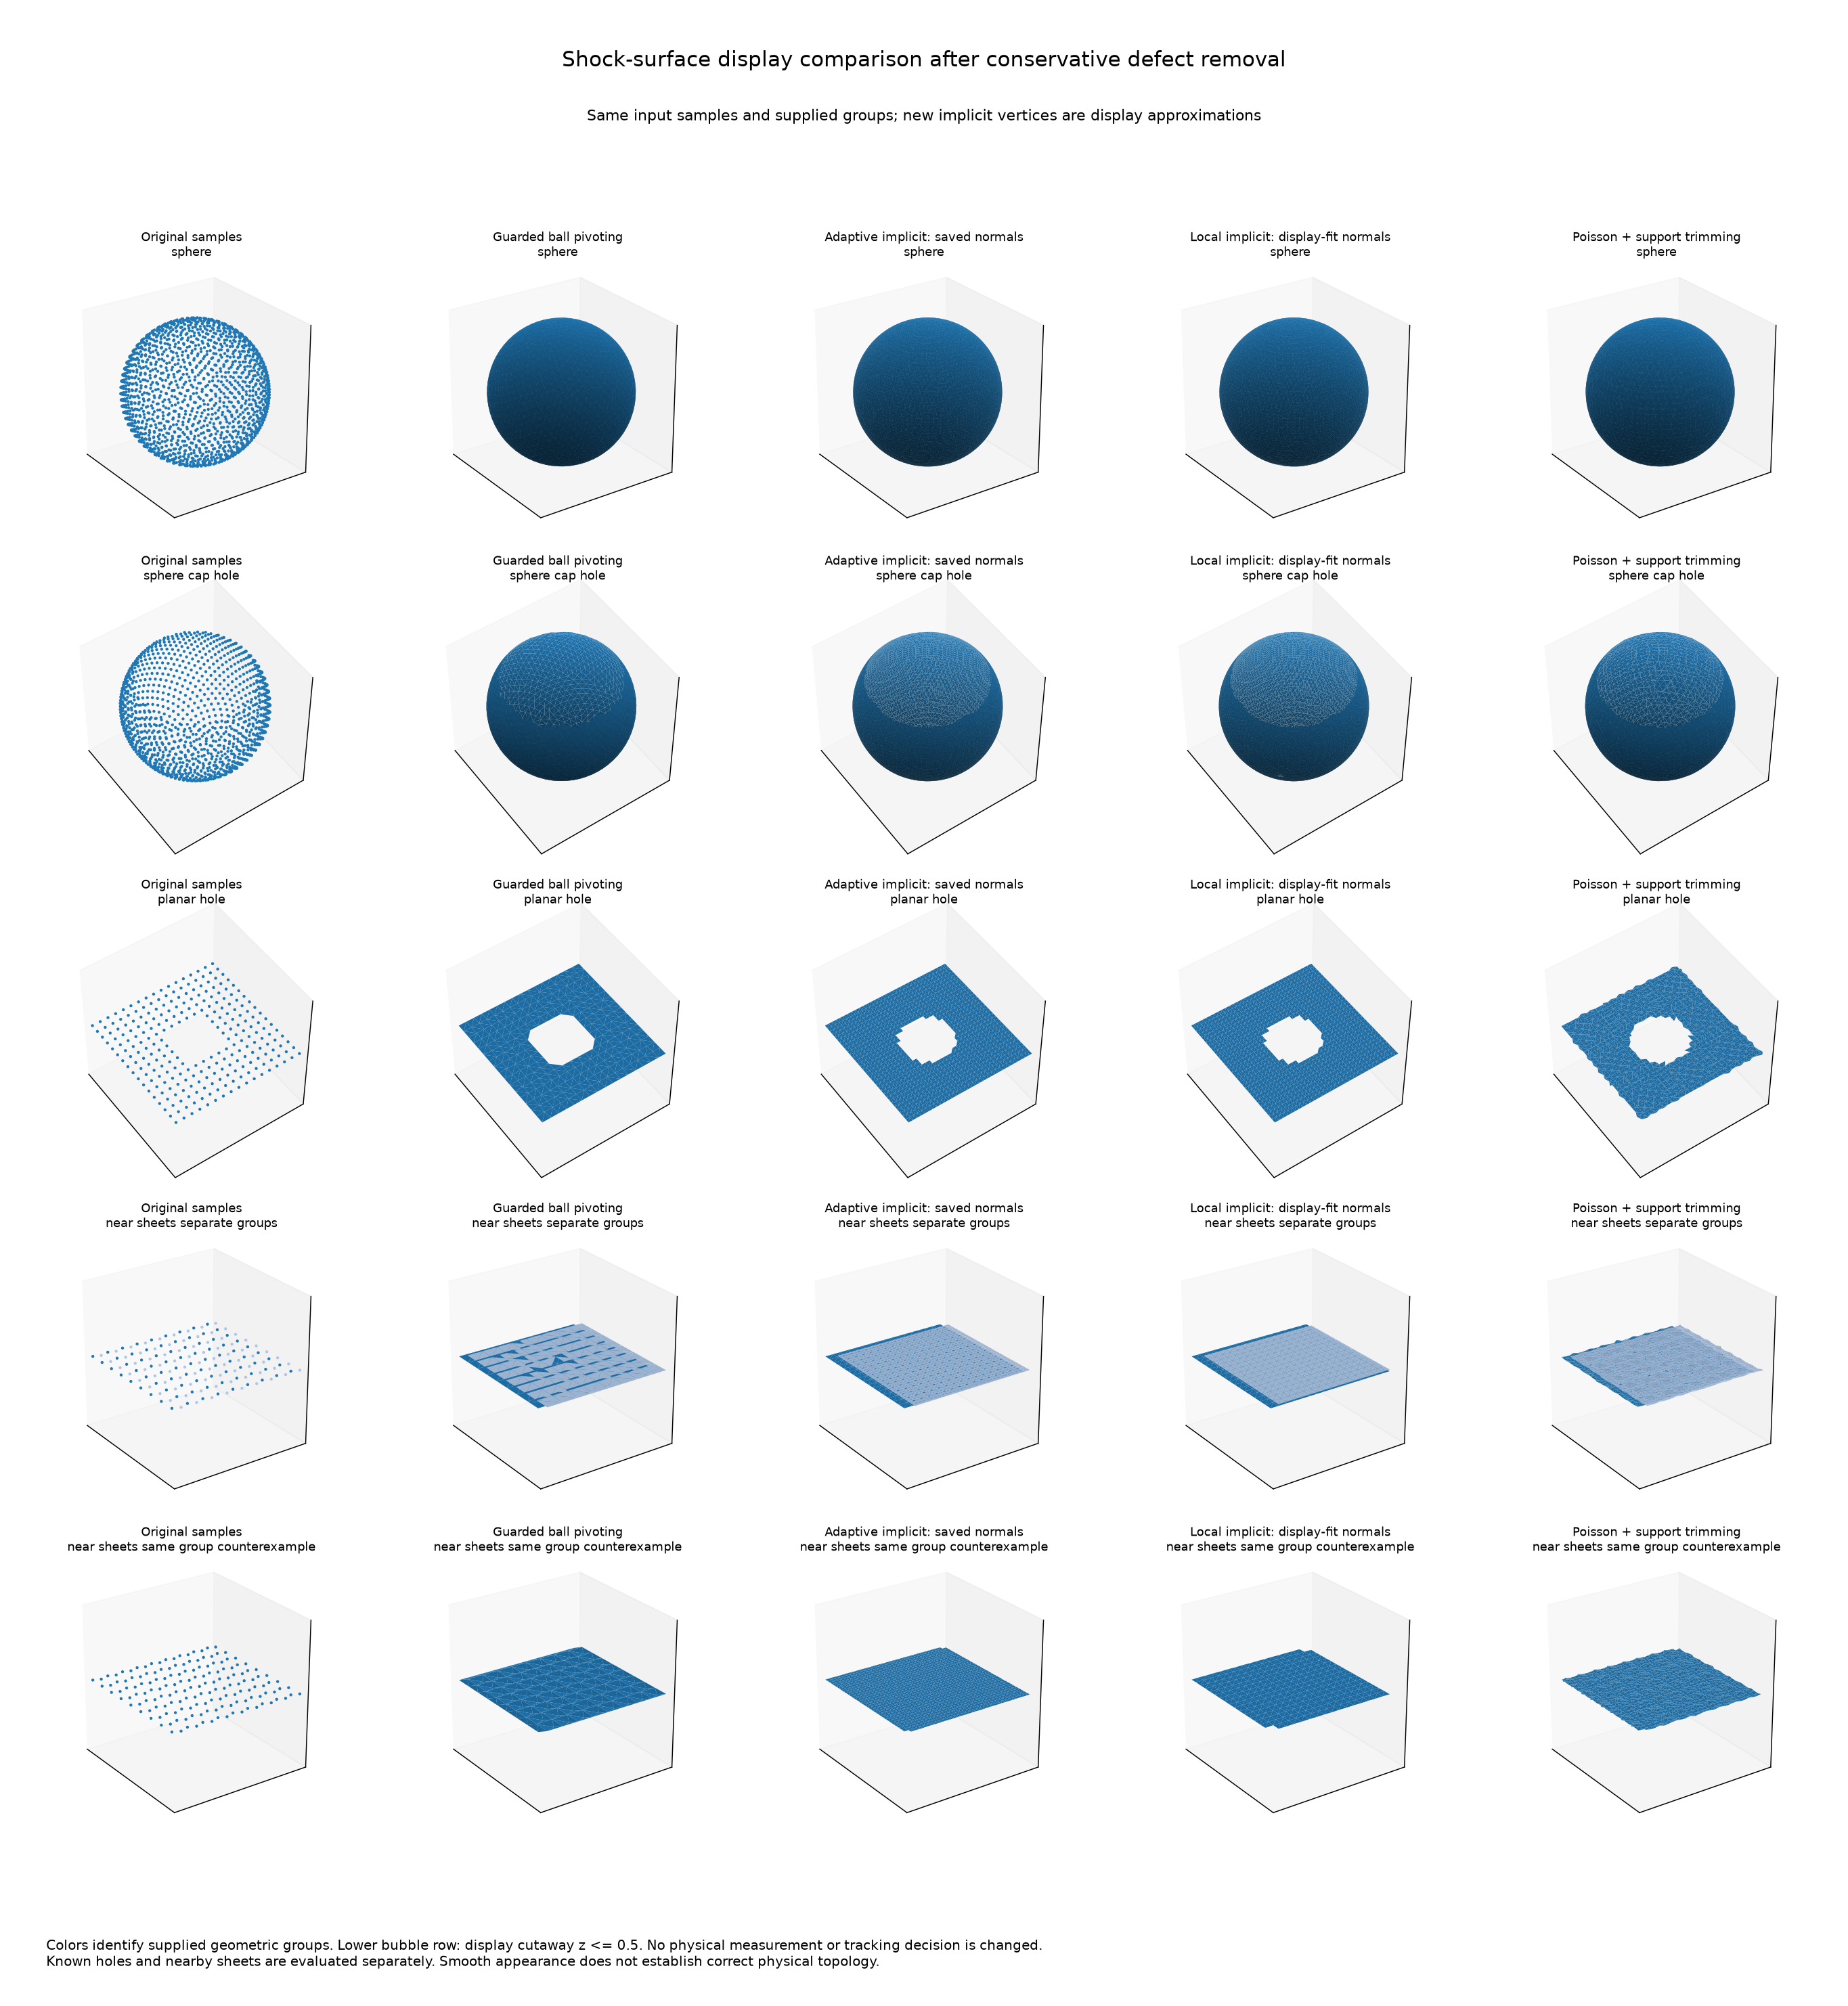 Shock-surface display comparison after conservative defect removal
Same input samples and supplied groups; new implicit vertices are display approximations
Original samples
sphere
Guarded ball pivoting
sphere
Adaptive implicit: saved normals
sphere
Local implicit: display-fit normals
sphere
Poisson + support trimming
sphere
Original samples
sphere cap hole
Guarded ball pivoting
sphere cap hole
Adaptive implicit: saved normals
sphere cap hole
Local implicit: display-fit normals
sphere cap hole
Poisson + support trimming
sphere cap hole
Original samples
planar hole
Guarded ball pivoting
planar hole
Adaptive implicit: saved normals
planar hole
Local implicit: display-fit normals
planar hole
Poisson + support trimming
planar hole
Original samples
near sheets separate groups
Guarded ball pivoting
near sheets separate groups
Adaptive implicit: saved normals
near sheets separate groups
Local implicit: display-fit normals
near sheets separate groups
Poisson + support trimming
near sheets separate groups
Original samples
near sheets same group counterexample
Guarded ball pivoting
near sheets same group counterexample
Adaptive implicit: saved normals
near sheets same group counterexample
Local implicit: display-fit normals
near sheets same group counterexample
Poisson + support trimming
near sheets same group counterexample
Colors identify supplied geometric groups. Lower bubble row: display cutaway z <= 0.5. No physical measurement or tracking decision is changed.
Known holes and nearby sheets are evaluated separately. Smooth appearance does not establish correct physical topology.